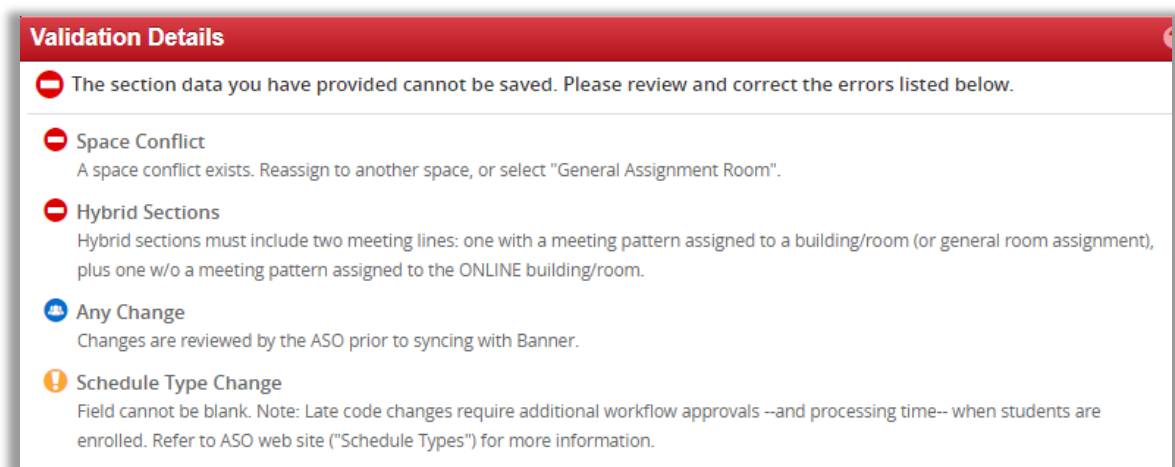 Validation Details
The section data you have provided cannot be saved. Please review and correct the errors listed below.
Space Conflict
A space conflict exists. Reassign to another space, or select "General Assignment Room".
Hybrid Sections
Hybrid sections must include two meeting lines: one with a meeting pattern assigned to a building/room (or general room assignment),
plus one w/o a meeting pattern assigned to the ONLINE building/room.
Any Change
Changes are reviewed by the ASO prior to syncing with Banner.
Schedule Type Change
Field cannot be blank. Note: Late code changes require additional workflow approvals --and processing time-- when students are
enrolled. Refer to ASO web site ("Schedule Types") for more information.